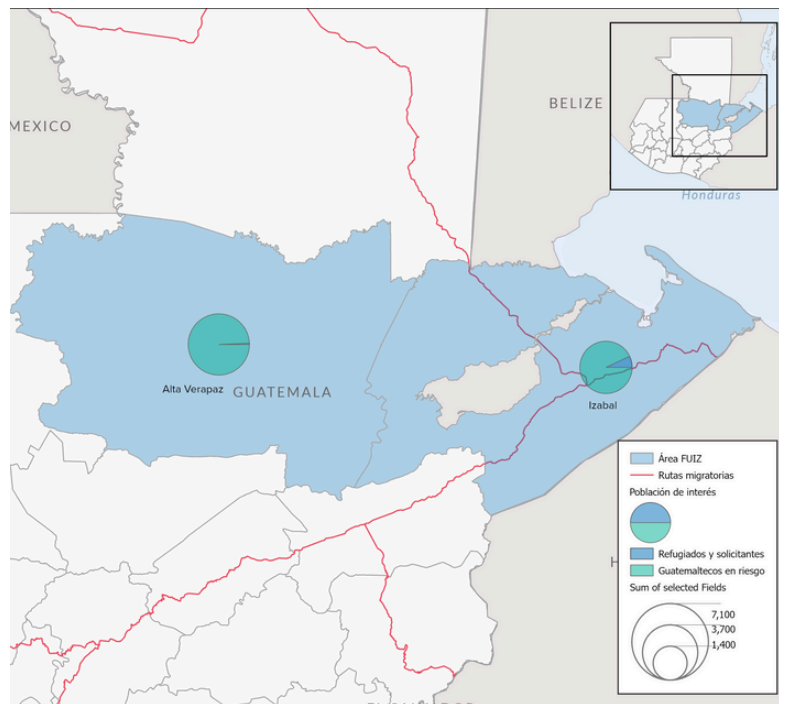 MEXICO
BELIZE
Honduras
Alta Verapaz
GUATEMALA
Izabal
Área FUIZ
Rutas migratorias
Población de interés
Refugiados y solicitantes
Guatemaltecos en riesgo
Sum of selected Fields
7,100
3,700
1,400
H